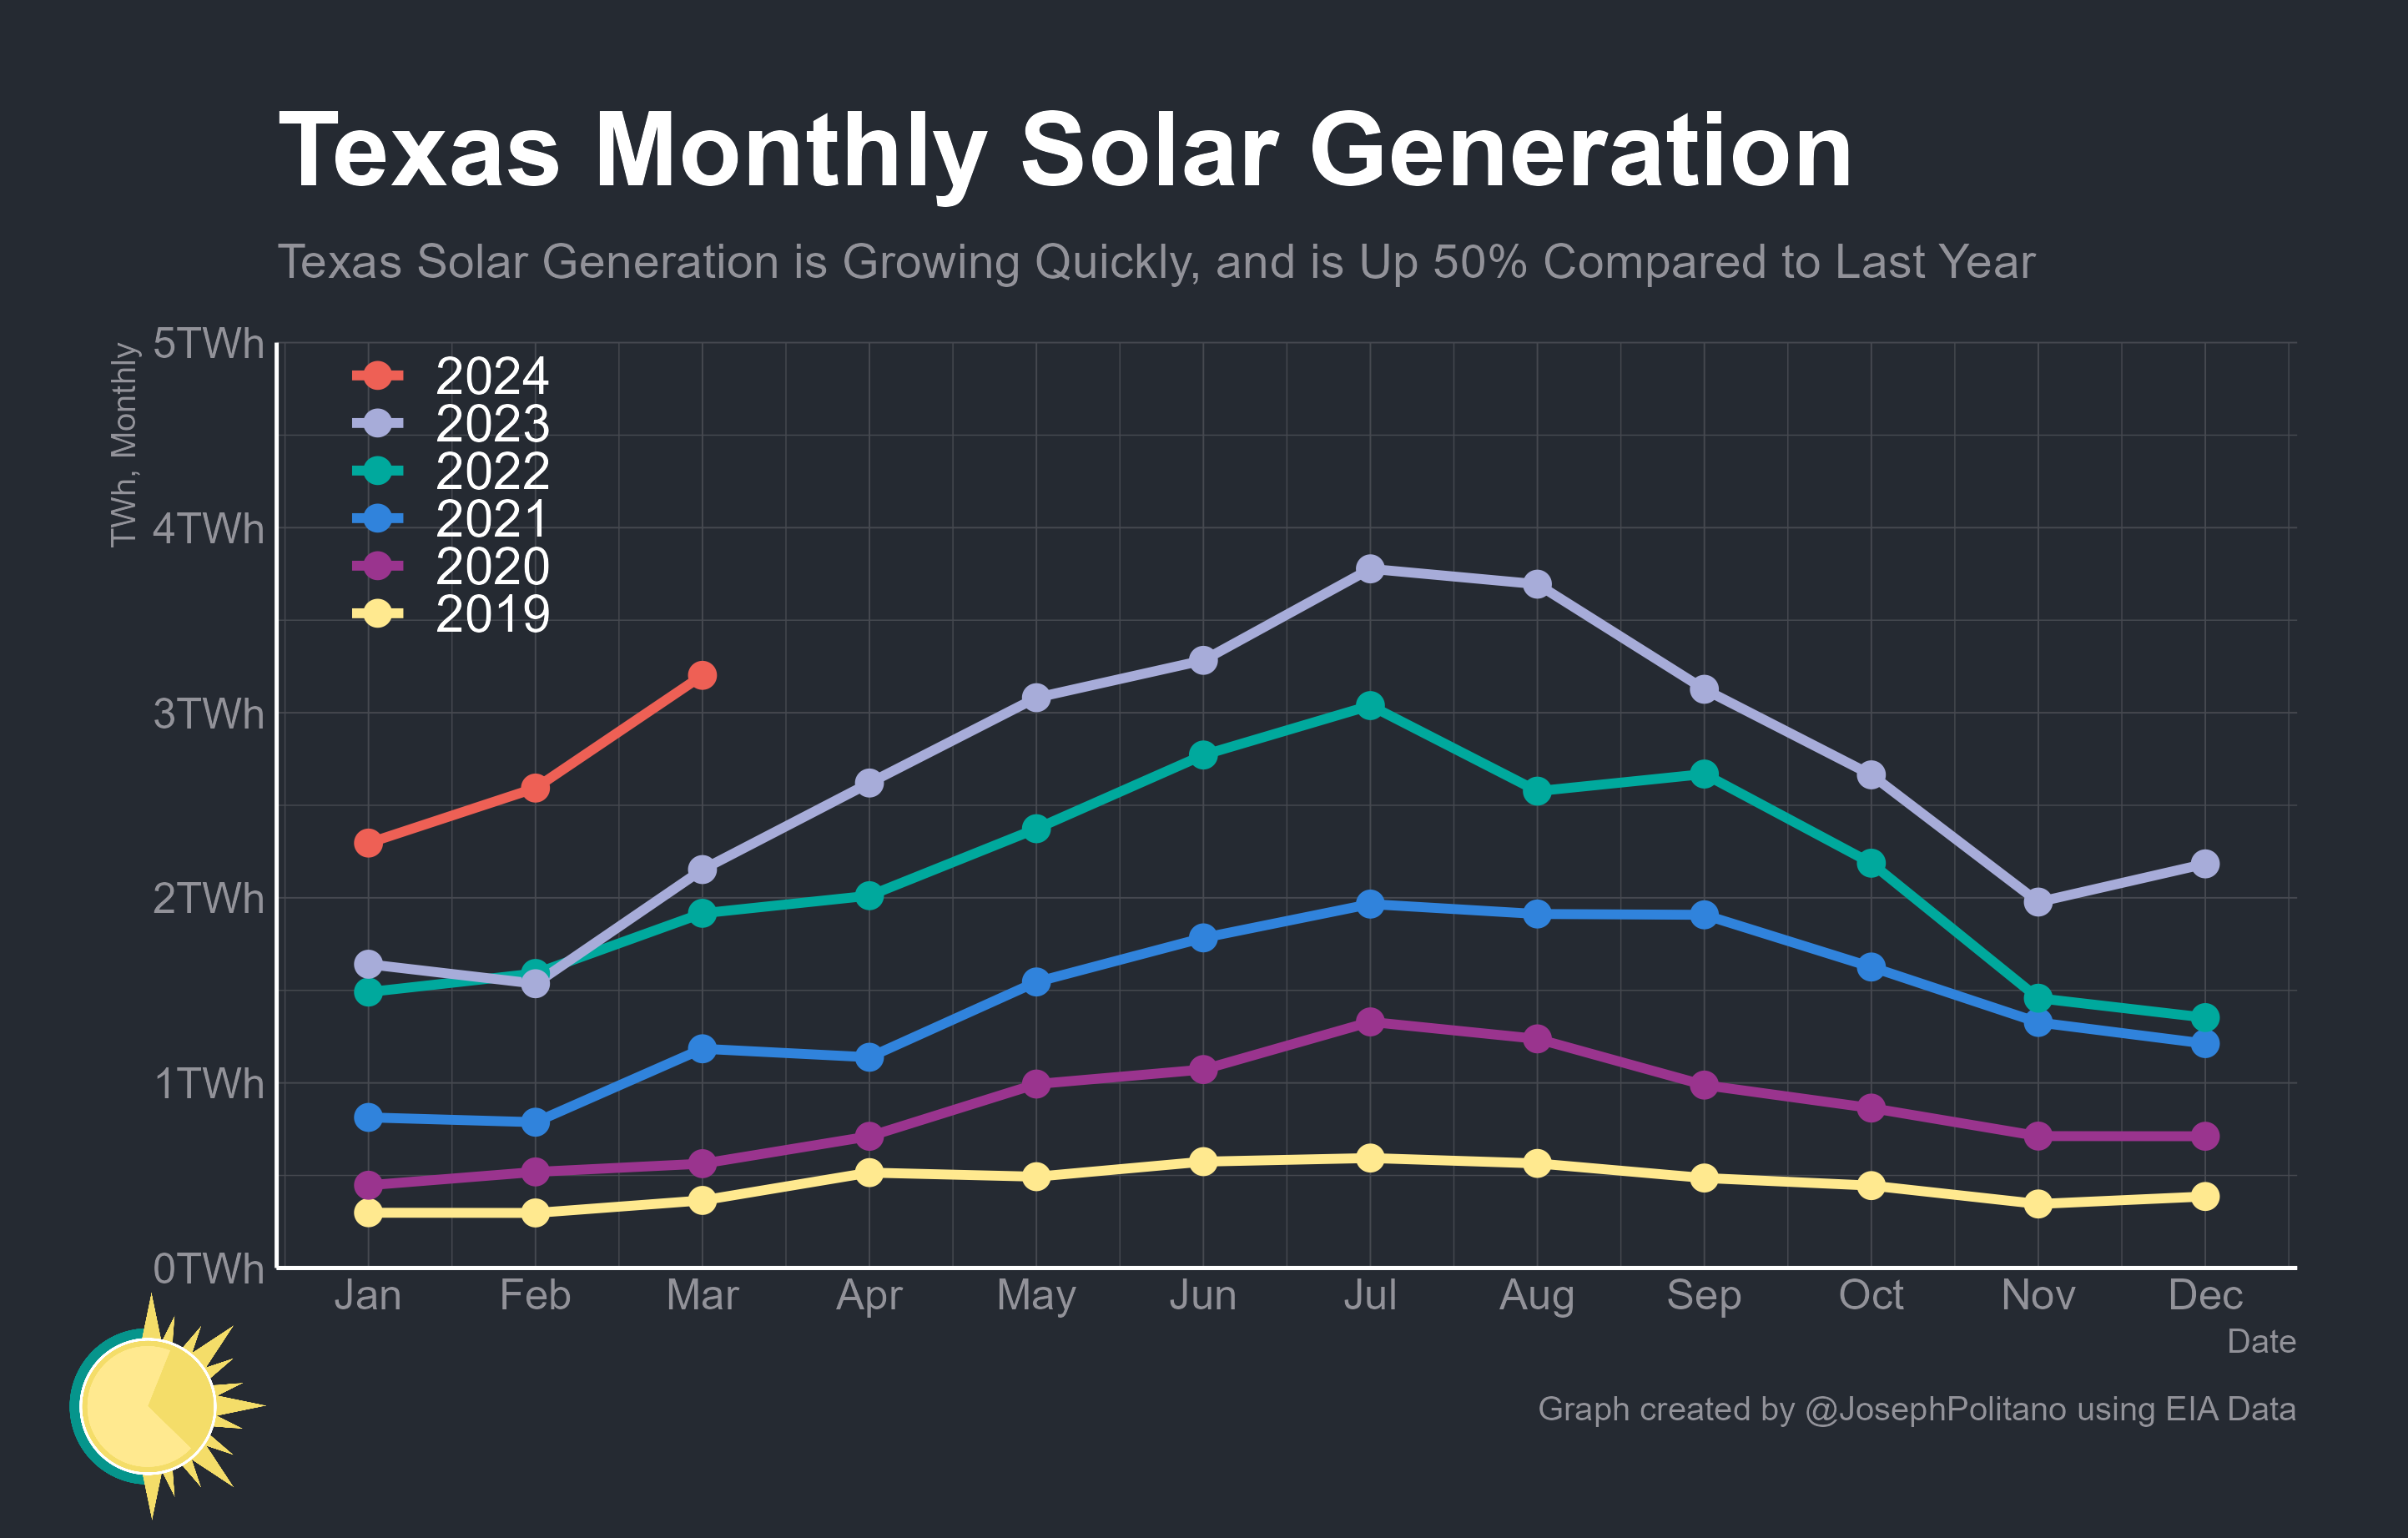 Texas Monthly Solar Generation
Texas Solar Generation is Growing Quickly, and is Up 50% Compared to Last Year
TWh, Monthly
5TWh
4TWh
3TWh
2TWh
1TWh
0TWh
2024
2023
2022
2021
2020
2019
Jan Feb Mar Apr May Jun Jul Aug Sep Oct Nov Dec
Date
Graph created by @JosephPolitano using EIA Data